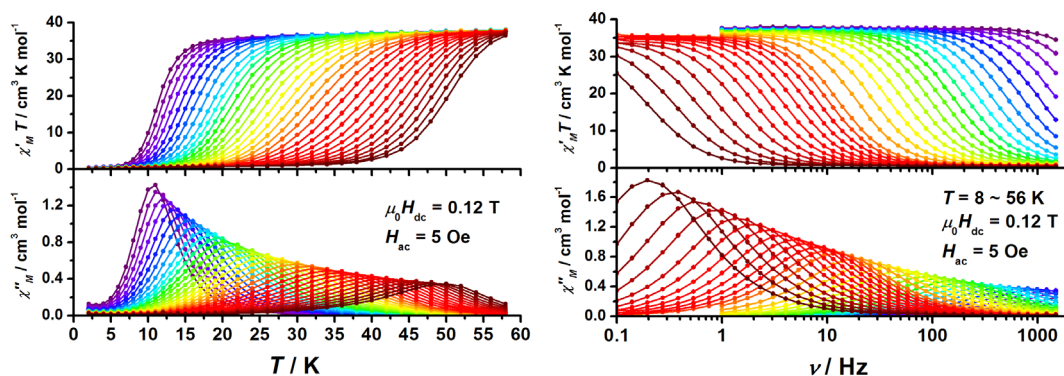 40
30
20
10
0
χ'M T / cm³ K mol⁻¹
1.2
0.8
0.4
0.0
χ''M / cm³ mol⁻¹
μ₀Hdc = 0.12 T
Hac = 5 Oe
0 5 10 15 20 25 30 35 40 45 50 55 60
T / K
40
30
20
10
0
χ'M T / cm³ K mol⁻¹
1.6
1.2
0.8
0.4
0.0
χ''M / cm³ mol⁻¹
T = 8 ~ 56 K
μ₀Hdc = 0.12 T
Hac = 5 Oe
0.1 1 10 100 1000
ν / Hz